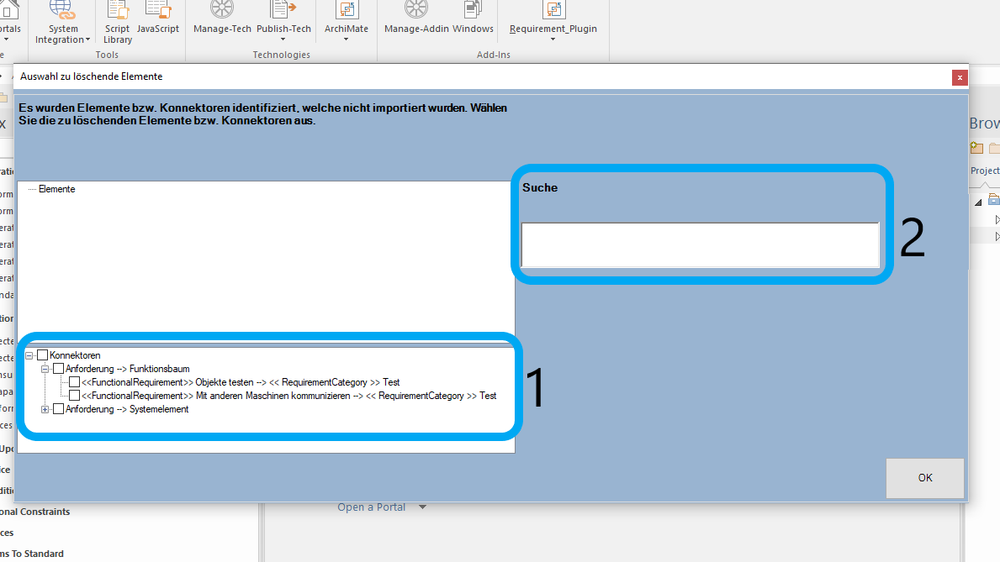 System
Integration
Script
Library
JavaScript
Tools
Manage-Tech
Publish-Tech
ArchiMate
Technologies
Manage-Addin
Windows
Requirement_Plugin
Add-Ins
Auswahl zu löschende Elemente
x
Es wurden Elemente bzw. Konnektoren identifiziert, welche nicht importiert wurden. Wählen
Sie die zu löschenden Elemente bzw. Konnektoren aus.
Elemente
Suche
2
Konnektoren
Anforderung --> Funktionsbaum
<<FunctionalRequirement>> Objekte testen --> << RequirementCategory >> Test
<<FunctionalRequirement>> Mit anderen Maschinen kommunizieren --> << RequirementCategory >> Test
Anforderung --> Systemelement
1
OK
Project
Open a Portal
onal Constraints
ces
ms To Standard